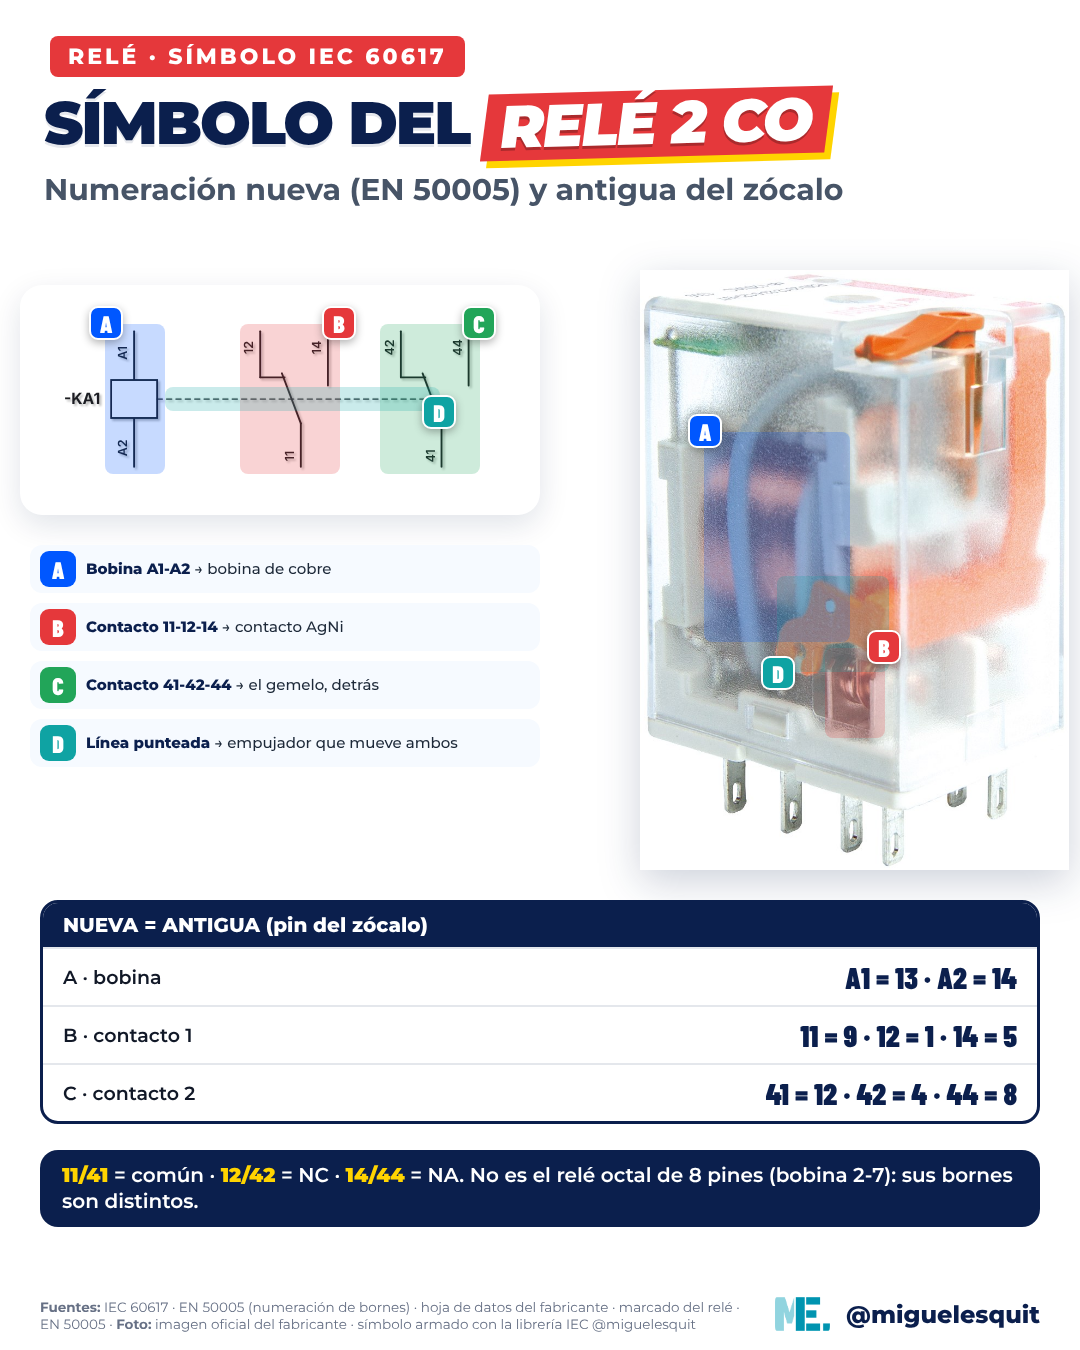 RELÉ · SÍMBOLO IEC 60617
SÍMBOLO DEL RELÉ 2 CO
Numeración nueva (EN 50005) y antigua del zócalo
A
B
C
A1
12
14
42
44
-KA1
D
A2
11
41
A
B
D
A Bobina A1-A2 → bobina de cobre
B Contacto 11-12-14 → contacto AgNi
C Contacto 41-42-44 → el gemelo, detrás
D Línea punteada → empujador que mueve ambos
NUEVA = ANTIGUA (pin del zócalo)
A · bobina A1 = 13 · A2 = 14
B · contacto 1 11 = 9 · 12 = 1 · 14 = 5
C · contacto 2 41 = 12 · 42 = 4 · 44 = 8
11/41 = común · 12/42 = NC · 14/44 = NA. No es el relé octal de 8 pines (bobina 2-7): sus bornes
son distintos.
Fuentes: IEC 60617 · EN 50005 (numeración de bornes) · hoja de datos del fabricante · marcado del relé ·
EN 50005 · Foto: imagen oficial del fabricante · símbolo armado con la librería IEC @miguelesquit
ME. @miguelesquit